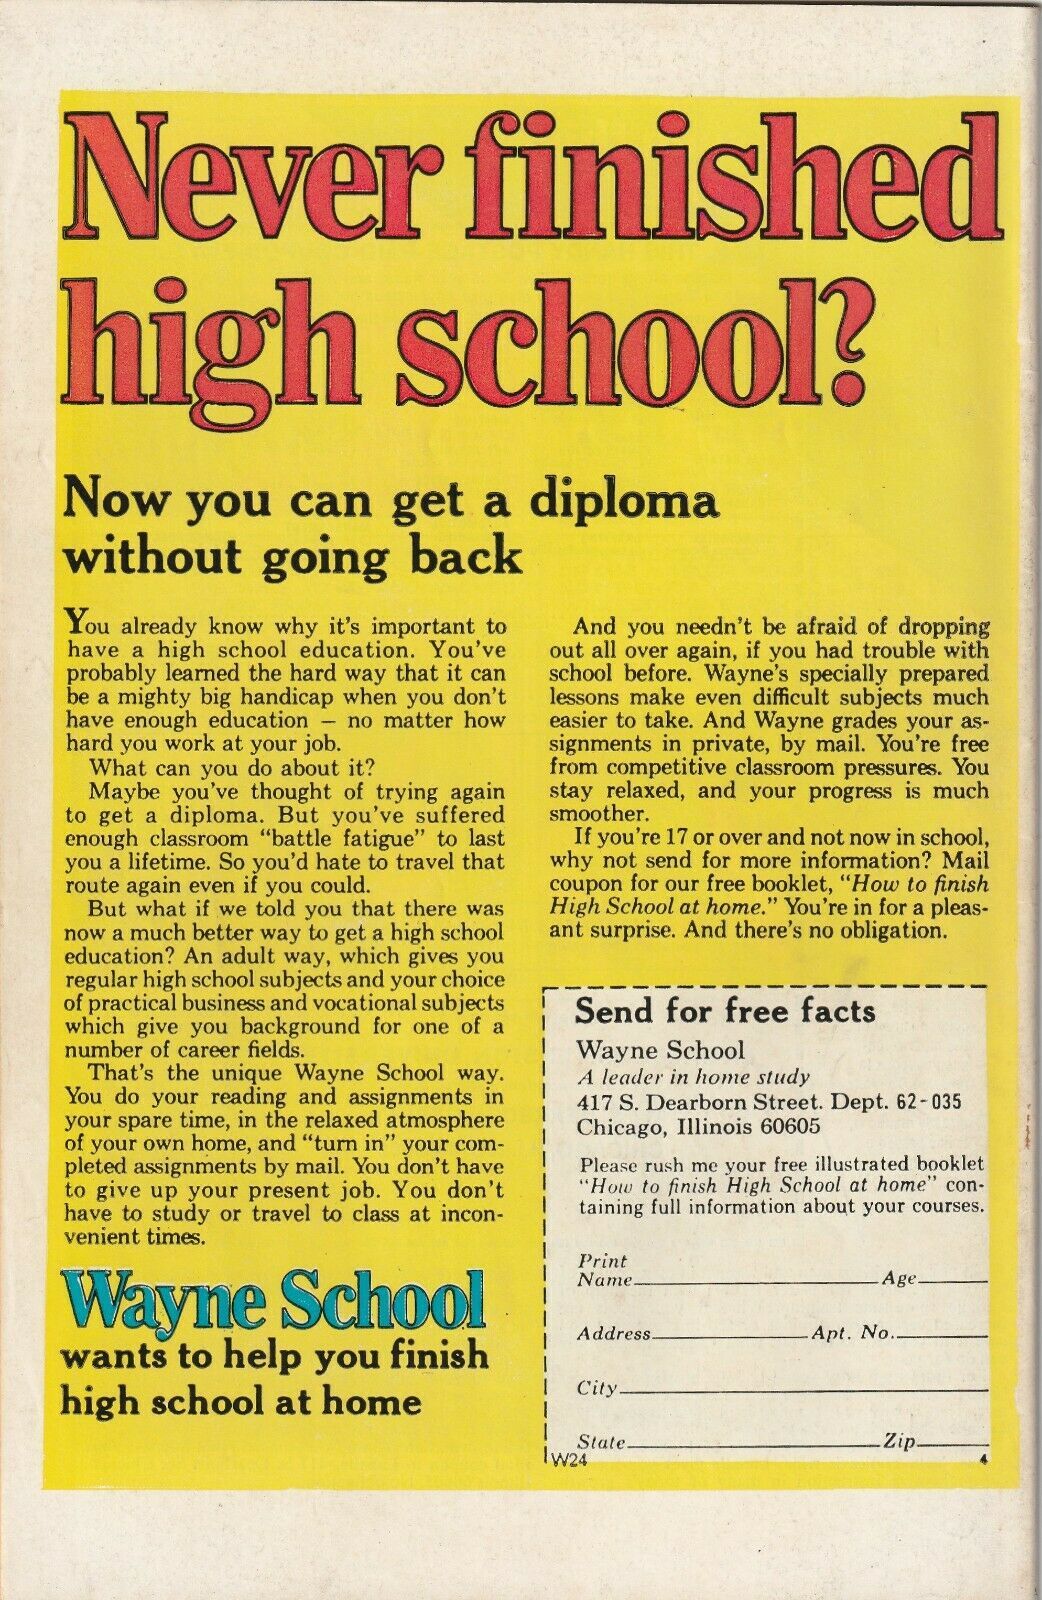 Never finished
high school?
Now you can get a diploma
without going back
You already know why it's important to
have a high school education. You've
probably learned the hard way that it can
be a mighty big handicap when you don't
have enough education — no matter how
hard you work at your job.
What can you do about it?
Maybe you've thought of trying again
to get a diploma. But you've suffered
enough classroom "battle fatigue" to last
you a lifetime. So you'd hate to travel that
route again even if you could.
But what if we told you that there was
now a much better way to get a high school
education? An adult way, which gives you
regular high school subjects and your choice
of practical business and vocational subjects
which give you background for one of a
number of career fields.
That's the unique Wayne School way.
You do your reading and assignments in
your spare time, in the relaxed atmosphere
of your own home, and "turn in" your com-
pleted assignments by mail. You don't have
to give up your present job. You don't
have to study or travel to class at incon-
venient times.
Wayne School
wants to help you finish
high school at home
And you needn't be afraid of dropping
out all over again, if you had trouble with
school before. Wayne's specially prepared
lessons make even difficult subjects much
easier to take. And Wayne grades your as-
signments in private, by mail. You're free
from competitive classroom pressures. You
stay relaxed, and your progress is much
smoother.
If you're 17 or over and not now in school,
why not send for more information? Mail
coupon for our free booklet, "How to finish
High School at home." You're in for a pleas-
ant surprise. And there's no obligation.
Send for free facts
Wayne School
A leader in home study
417 S. Dearborn Street. Dept. 62-035
Chicago, Illinois 60605
Please rush me your free illustrated booklet
"How to finish High School at home" con-
taining full information about your courses.
Print
Name Age
Address Apt. No.
City
State Zip
W24 4